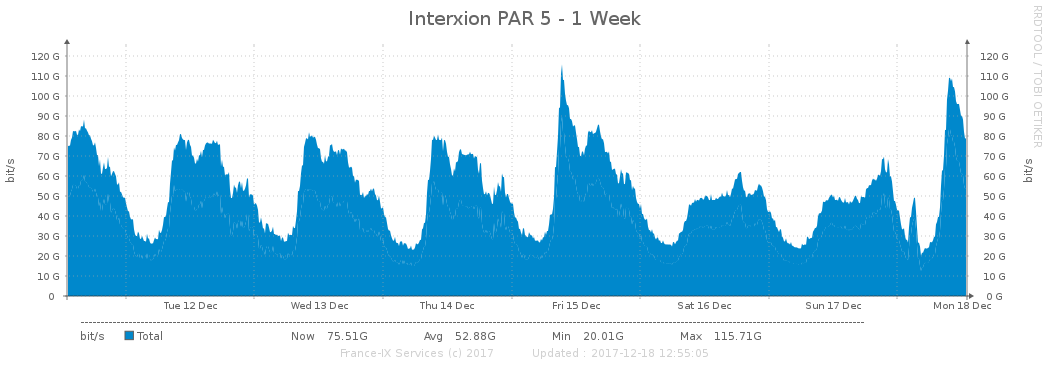 Interxion PAR 5 - 1 Week
RRDTOOL / TOBI OETIKER
bit/s
bit/s
120 G 120 G
110 G 110 G
100 G 100 G
90 G 90 G
80 G 80 G
70 G 70 G
60 G 60 G
50 G 50 G
40 G 40 G
30 G 30 G
20 G 20 G
10 G 10 G
0 0 G
Tue 12 Dec Wed 13 Dec Thu 14 Dec Fri 15 Dec Sat 16 Dec Sun 17 Dec Mon 18 Dec
bit/s Total Now 75.51G Avg 52.88G Min 20.01G Max 115.71G
France-IX Services (c) 2017 Updated : 2017-12-18 12:55:05